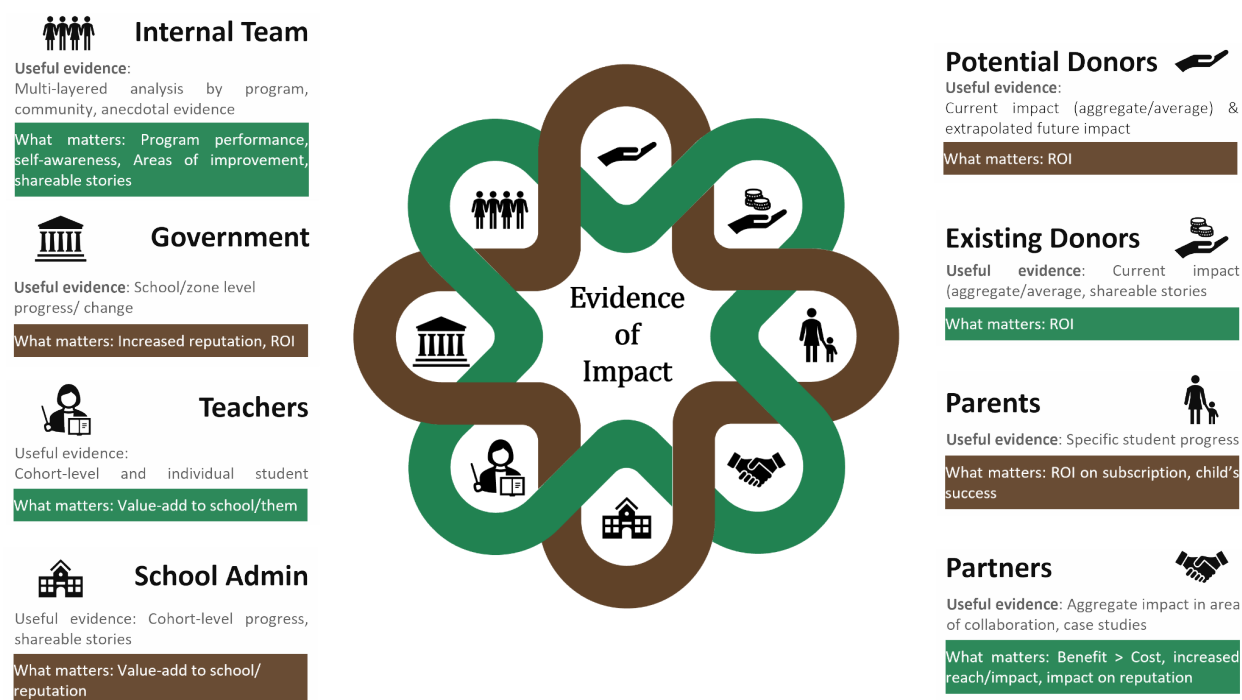 Internal Team
Useful evidence:
Multi-layered analysis by program,
community, anecdotal evidence
What matters: Program performance,
self-awareness, Areas of improvement,
shareable stories
Government
Useful evidence: School/zone level
progress/ change
What matters: Increased reputation, ROI
Teachers
Useful evidence:
Cohort-level and individual student
What matters: Value-add to school/them
School Admin
Useful evidence: Cohort-level progress,
shareable stories
What matters: Value-add to school/
reputation
Evidence
of
Impact
Potential Donors
Useful evidence:
Current impact (aggregate/average) &
extrapolated future impact
What matters: ROI
Existing Donors
Useful evidence: Current impact
(aggregate/average, shareable stories
What matters: ROI
Parents
Useful evidence: Specific student progress
What matters: ROI on subscription, child's
success
Partners
Useful evidence: Aggregate impact in area
of collaboration, case studies
What matters: Benefit > Cost, increased
reach/impact, impact on reputation